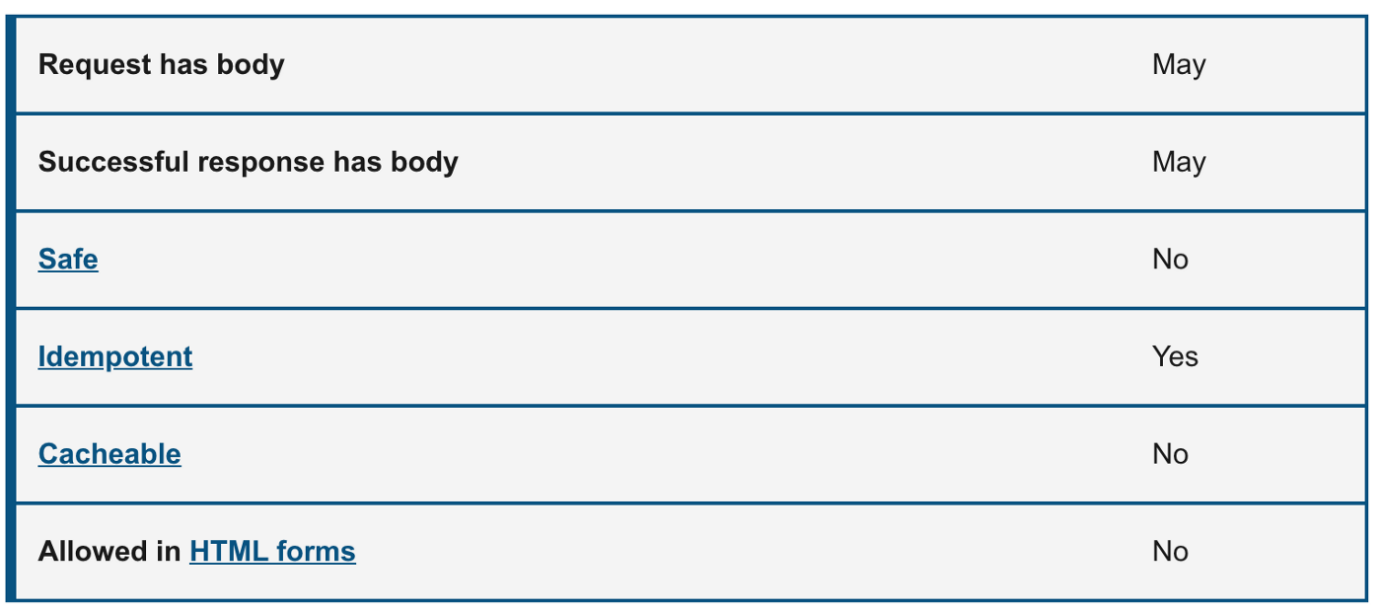 Request has body May
Successful response has body May
Safe No
Idempotent Yes
Cacheable No
Allowed in HTML forms No